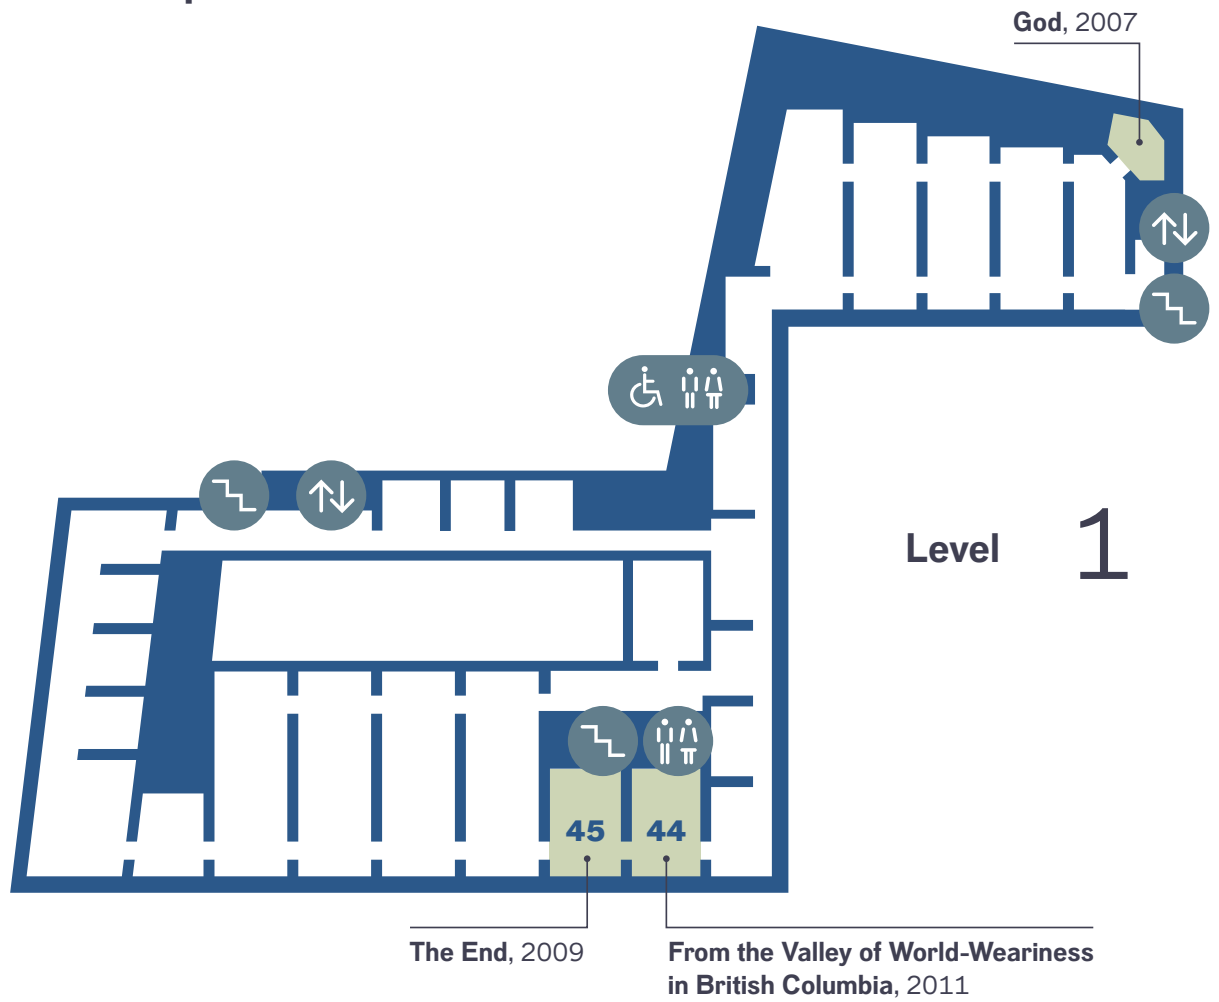 God, 2007
Level 1
45
44
The End, 2009
From the Valley of World-Weariness
in British Columbia, 2011